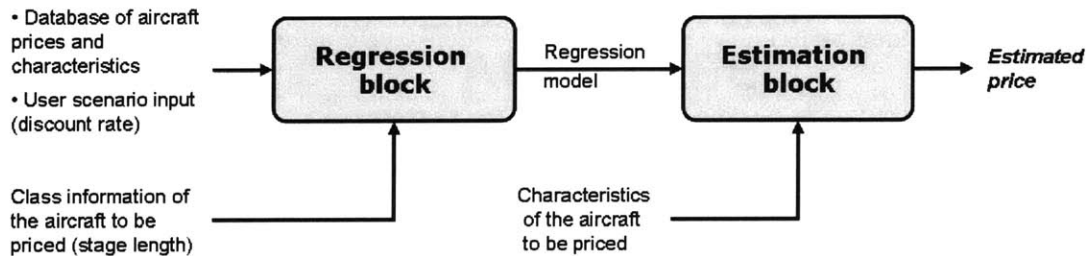 • Database of aircraft
prices and
characteristics
• User scenario input
(discount rate)
Regression
block
Regression
model
Estimation
block
Estimated
price
Class information of
the aircraft to be
priced (stage length)
Characteristics
of the aircraft
to be priced